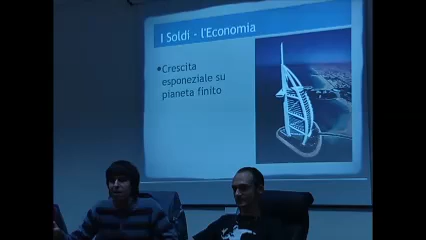 I Soldi - l'Economia
•Crescita
esponeziale su
pianeta finito